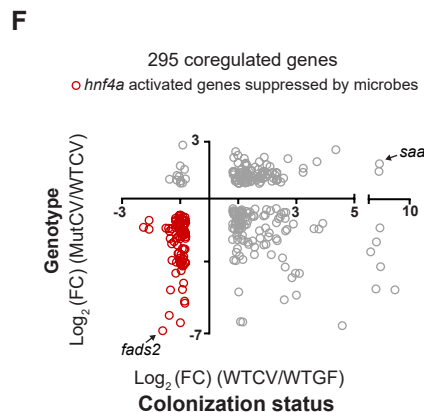 F
295 coregulated genes
hnf4a activated genes suppressed by microbes
3
saa
-3
3
5
10
-7
fads2
Genotype
Log2 (FC) (MutCV/WTCV)
Log2 (FC) (WTCV/WTGF)
Colonization status